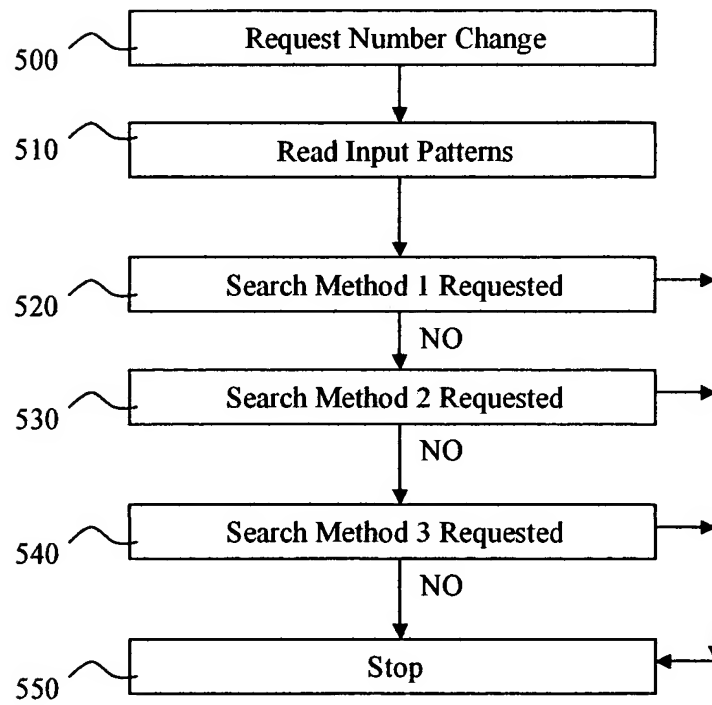 500
Request Number Change
510
Read Input Patterns
520
Search Method 1 Requested
NO
530
Search Method 2 Requested
NO
540
Search Method 3 Requested
NO
550
Stop